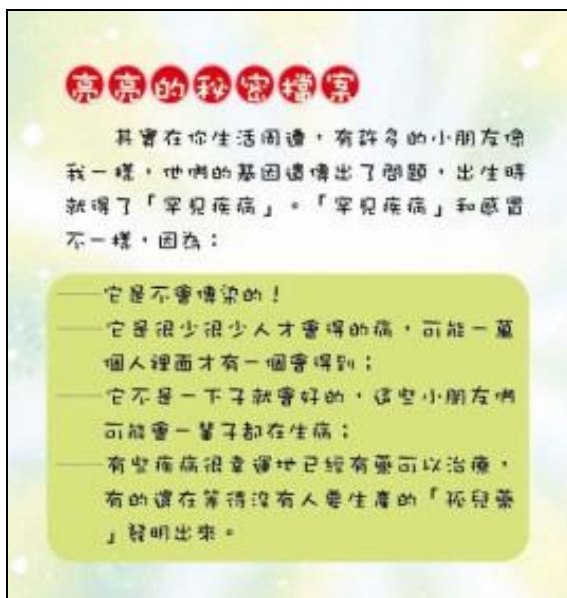 亮亮的秘密檔案
其實在你生活周遭，有許多的小朋友像
我一樣，他們的基因遺傳出了問題，出生時
就得了「罕見疾病」。「罕見疾病」和感冒
不一樣，因為：
——它是不會傳染的！
——它是很少很少人才會得的病，可能一萬
個人裡面才有一個會得到；
——它不是一下子就會好的，這些小朋友們
可能會一輩子都在生病；
——有些疾病很幸運地已經有藥可以治療，
有的還在等待沒有人要生產的「孤兒藥
」發明出來。